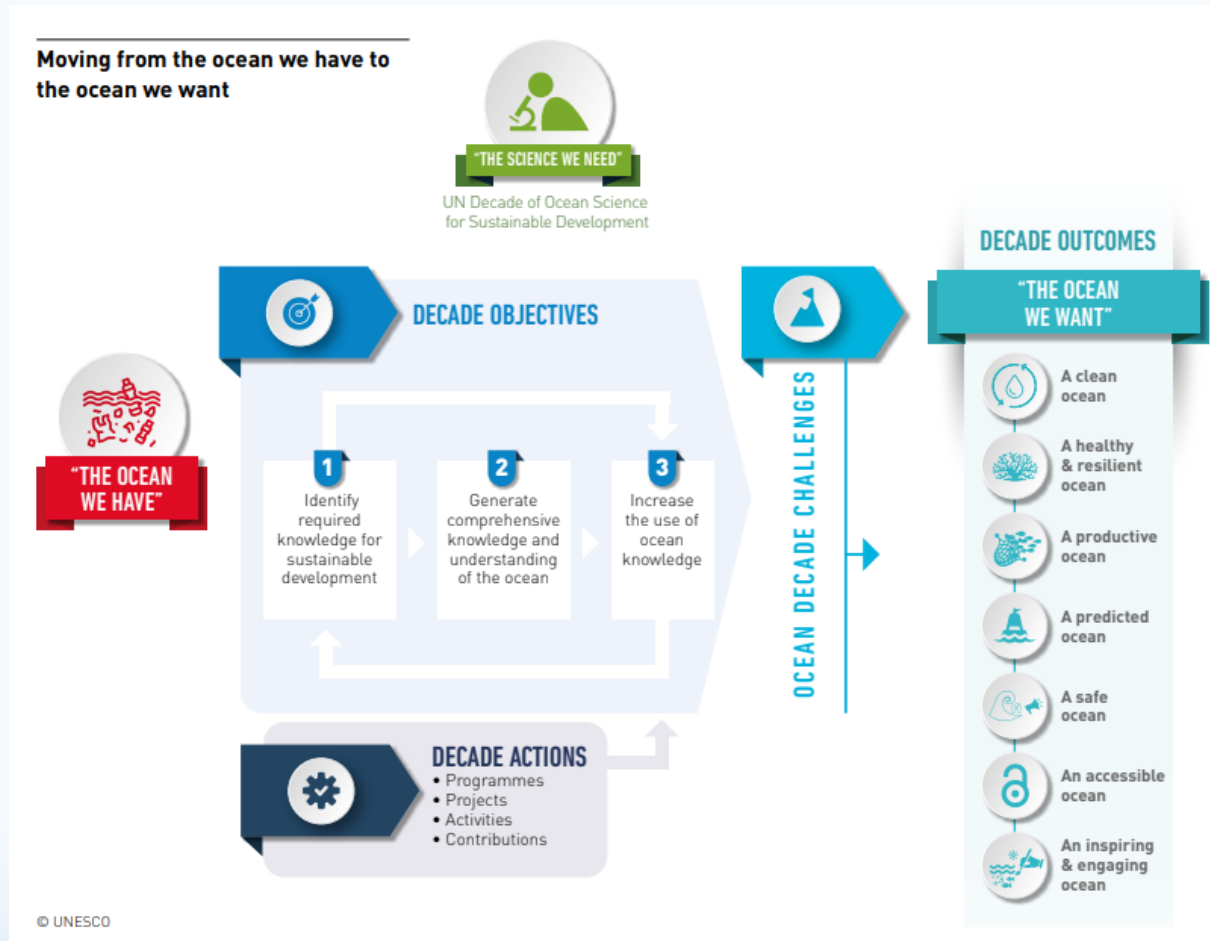 Moving from the ocean we have to
the ocean we want
"THE SCIENCE WE NEED"
UN Decade of Ocean Science
for Sustainable Development
"THE OCEAN
WE HAVE"
DECADE OBJECTIVES
1
Identify
required
knowledge for
sustainable
development
2
Generate
comprehensive
knowledge and
understanding
of the ocean
3
Increase
the use of
ocean
knowledge
DECADE ACTIONS
• Programmes
• Projects
• Activities
• Contributions
OCEAN DECADE CHALLENGES
DECADE OUTCOMES
"THE OCEAN
WE WANT"
A clean
ocean
A healthy
& resilient
ocean
A productive
ocean
A predicted
ocean
A safe
ocean
An accessible
ocean
An inspiring
& engaging
ocean
© UNESCO